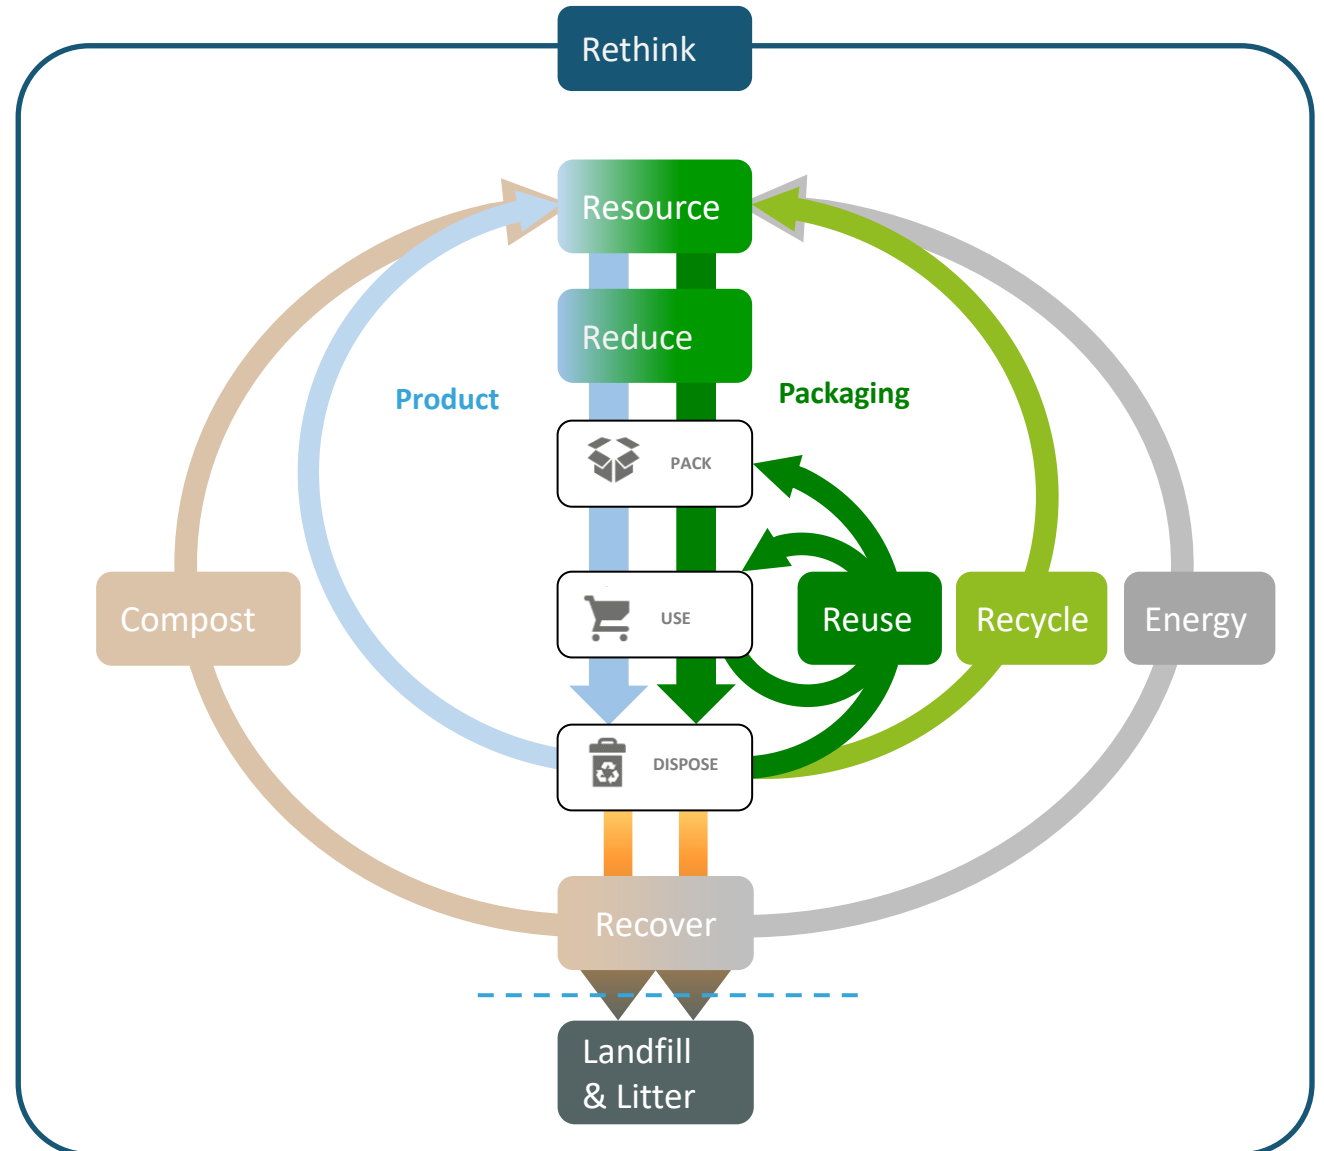 Rethink
Resource
Reduce
Product
Packaging
PACK
USE
Compost
Reuse
Recycle
Energy
DISPOSE
Recover
Landfill
& Litter